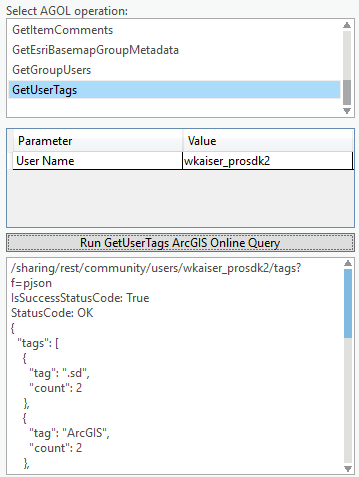 Select AGOL operation:
GetItemComments
GetEsriBasemapGroupMetadata
GetGroupUsers
GetUserTags
Parameter Value
User Name wkaiser_prosdk2
Run GetUserTags ArcGIS Online Query
/sharing/rest/community/users/wkaiser_prosdk2/tags?
f=pjson
IsSuccessStatusCode: True
StatusCode: OK
{
"tags": [
{
"tag": ".sd",
"count": 2
},
{
"tag": "ArcGIS",
"count": 2
},